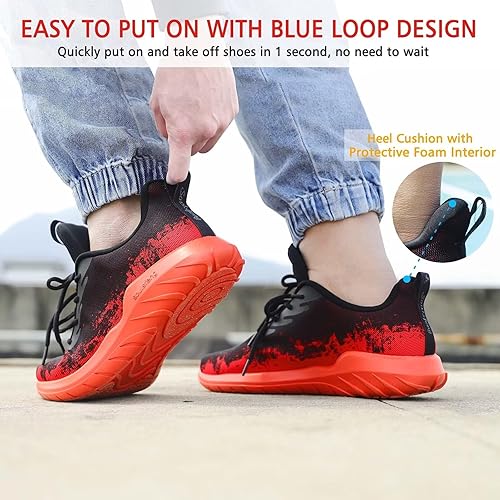 EASY TO PUT ON WITH BLUE LOOP DESIGN
Quickly put on and take off shoes in 1 second, no need to wait
Heel Cushion with
Protective Foam Interior